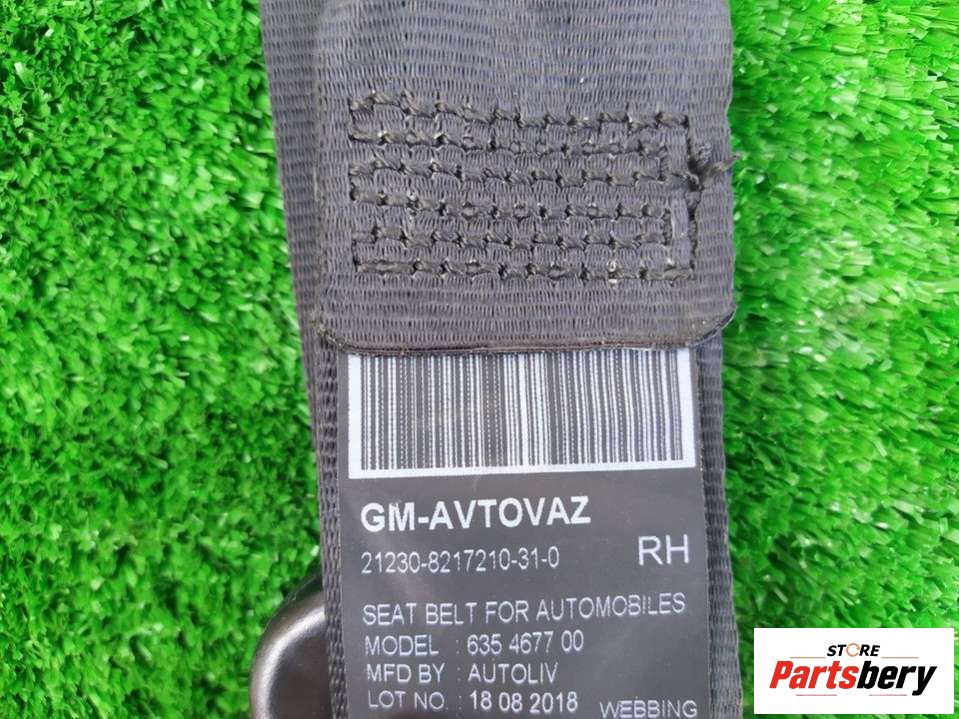 GM-AVTOVAZ
21230-8217210-31-0 RH
SEAT BELT FOR AUTOMOBILES
MODEL : 635 4677 00
MFD BY : AUTOLIV
LOT NO. : 18 08 2018 WEBBING
STORE
Partsbery